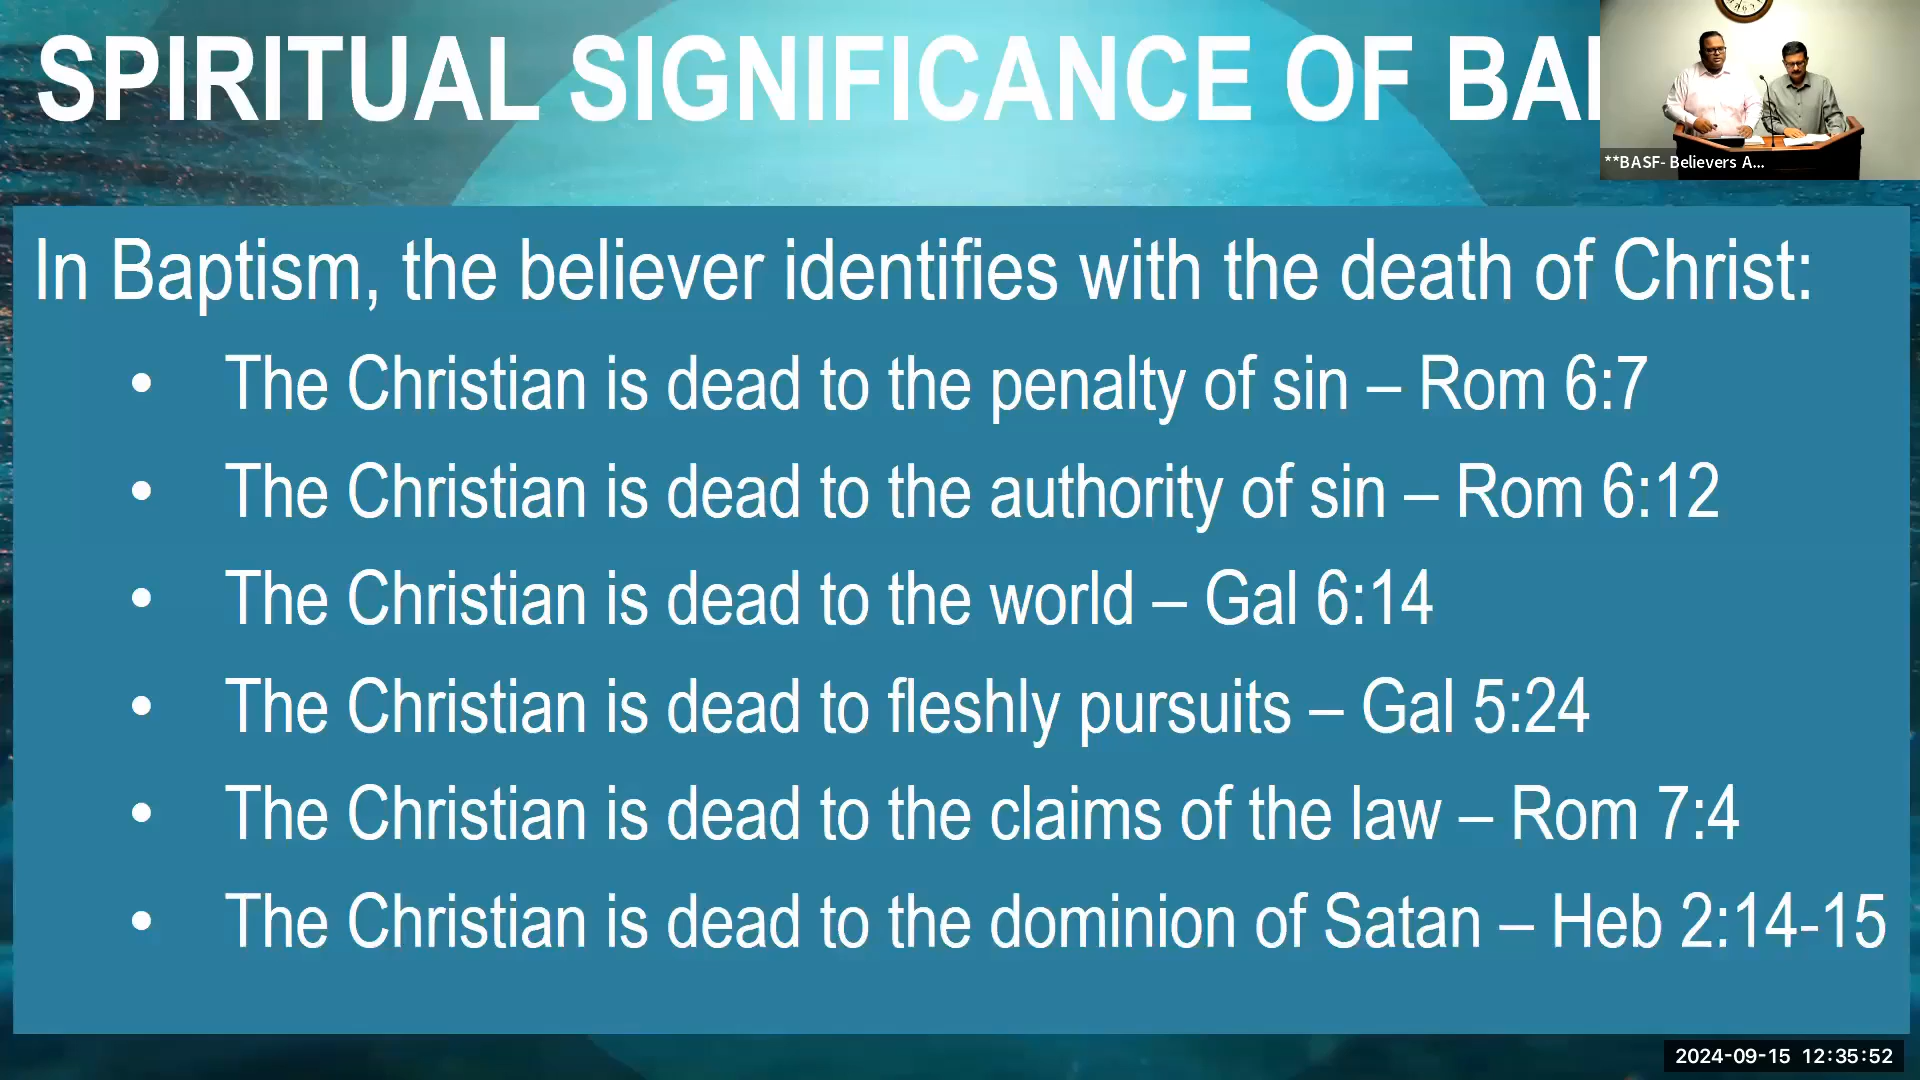 SPIRITUAL SIGNIFICANCE OF BAP
**BASF- Believers A...
In Baptism, the believer identifies with the death of Christ:
• The Christian is dead to the penalty of sin – Rom 6:7
• The Christian is dead to the authority of sin – Rom 6:12
• The Christian is dead to the world – Gal 6:14
• The Christian is dead to fleshly pursuits – Gal 5:24
• The Christian is dead to the claims of the law – Rom 7:4
• The Christian is dead to the dominion of Satan – Heb 2:14-15
2024-09-15 12:35:52